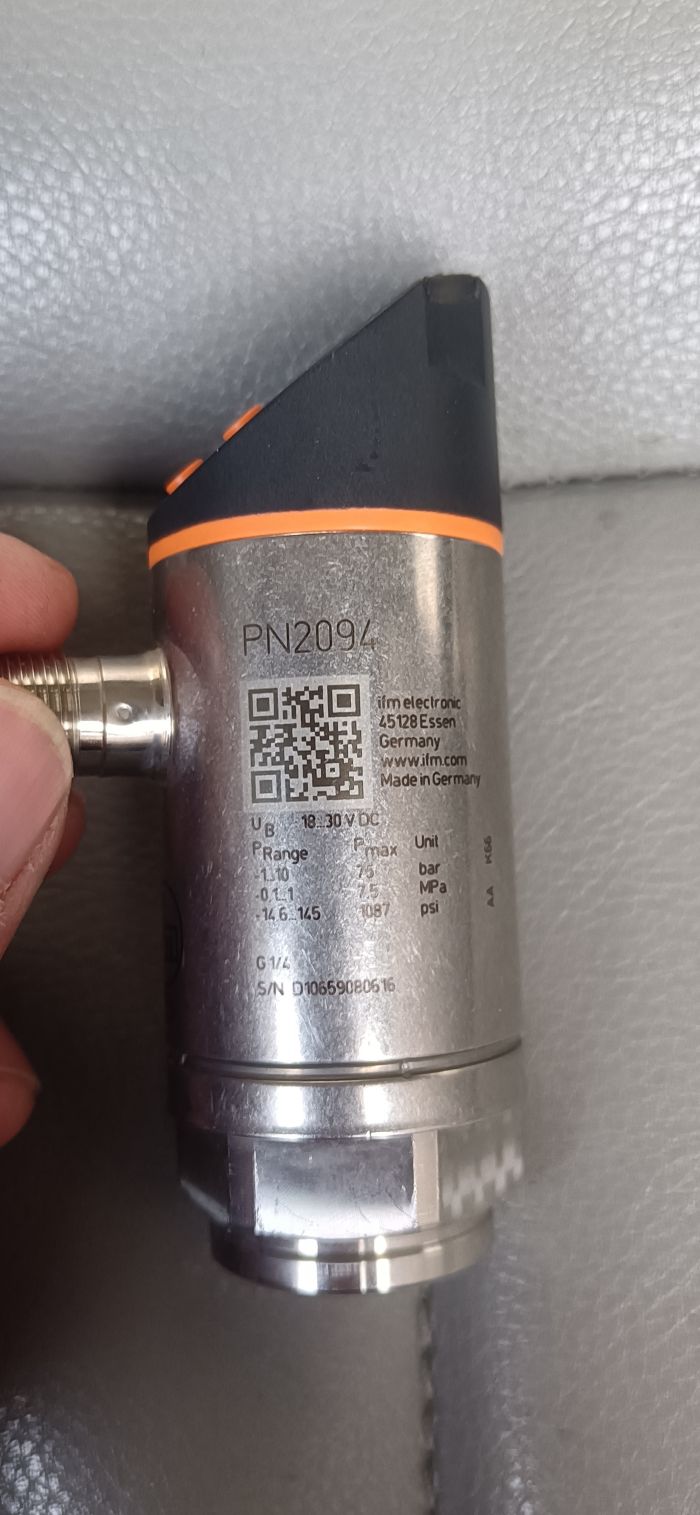 PN2094
ifm electronic
45128 Essen
Germany
www.ifm.com
Made in Germany
UB 18...30 V DC
PRange Pmax Unit
-1...10 75 bar
-0,1...1 7.5 MPa
-14.6...145 1087 psi
AA K66
G 1/4
S/N D10659080616